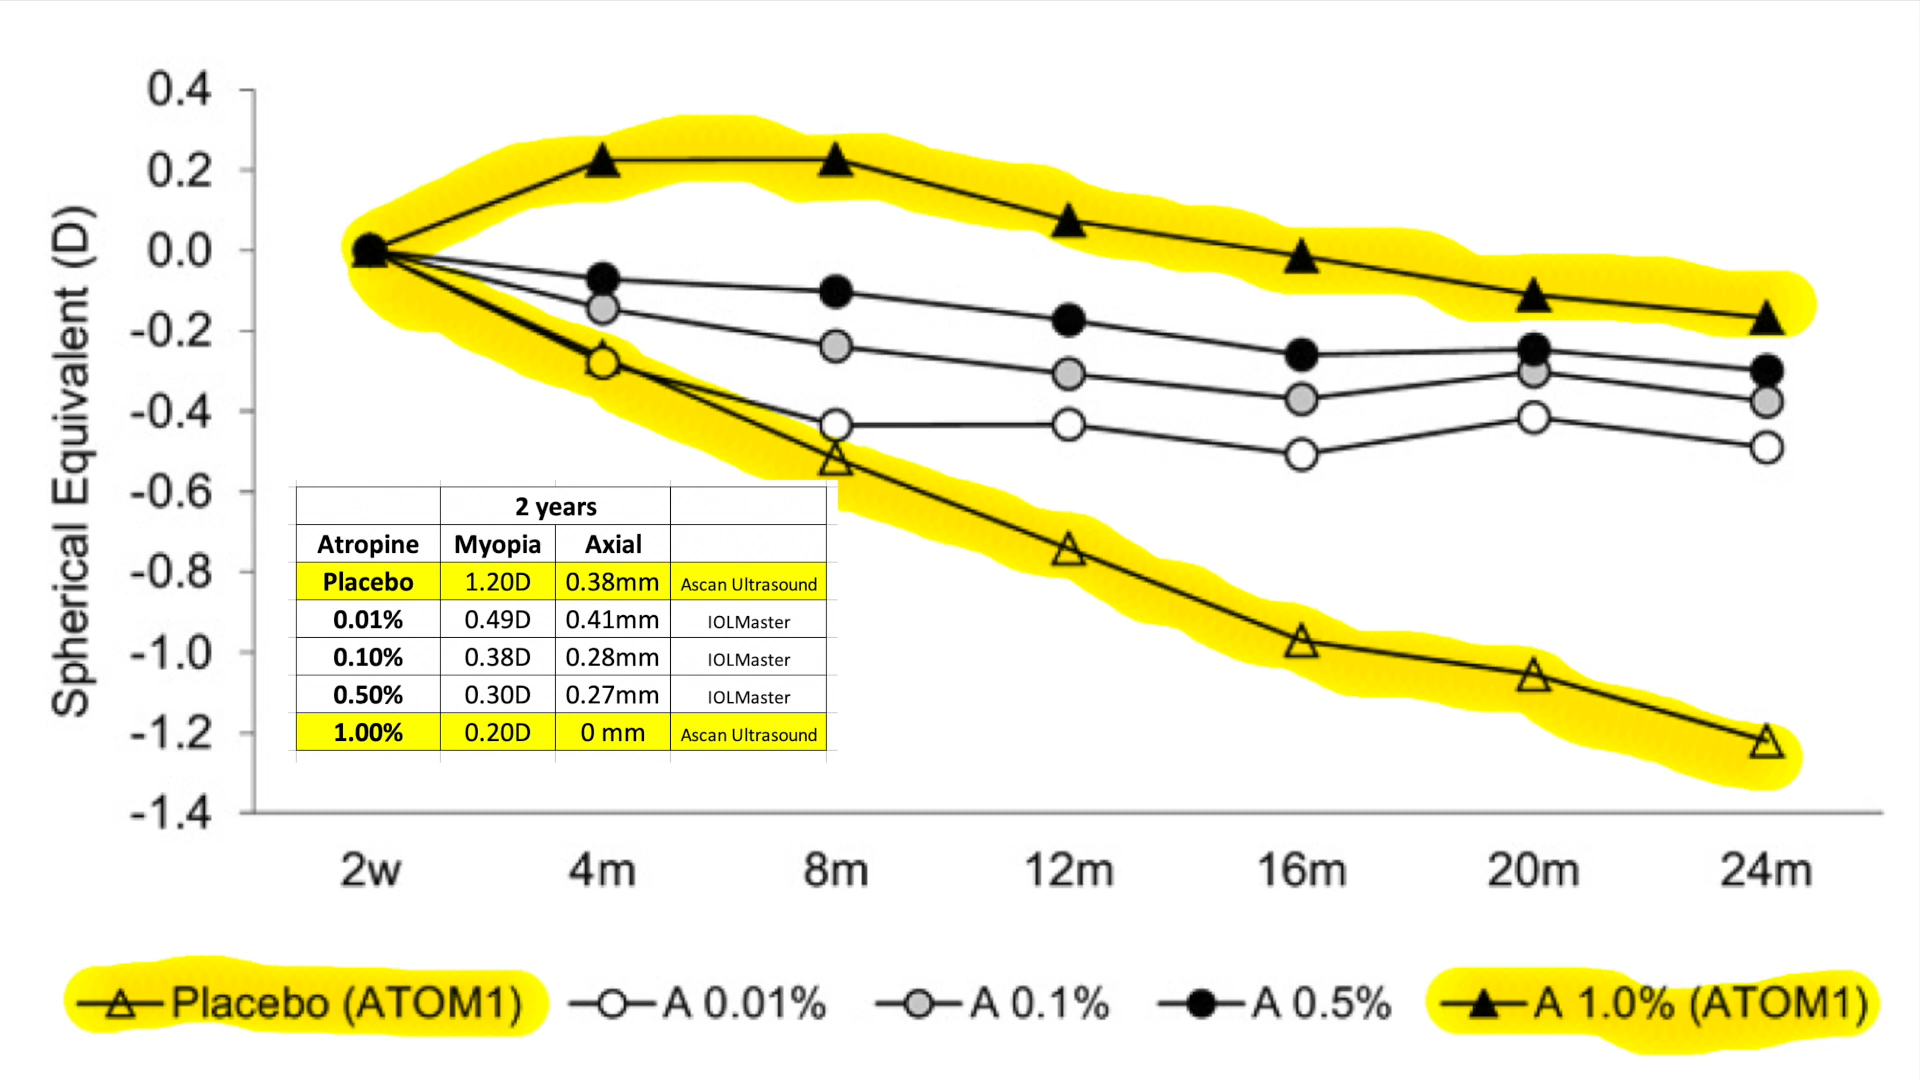 0.4
0.2
0.0
-0.2
-0.4
-0.6
-0.8
-1.0
-1.2
-1.4
Spherical Equivalent (D)
2 years
Atropine Myopia Axial
Placebo 1.20D 0.38mm Ascan Ultrasound
0.01% 0.49D 0.41mm IOLMaster
0.10% 0.38D 0.28mm IOLMaster
0.50% 0.30D 0.27mm IOLMaster
1.00% 0.20D 0 mm Ascan Ultrasound
2w 4m 8m 12m 16m 20m 24m
Placebo (ATOM1) A 0.01% A 0.1% A 0.5% A 1.0% (ATOM1)